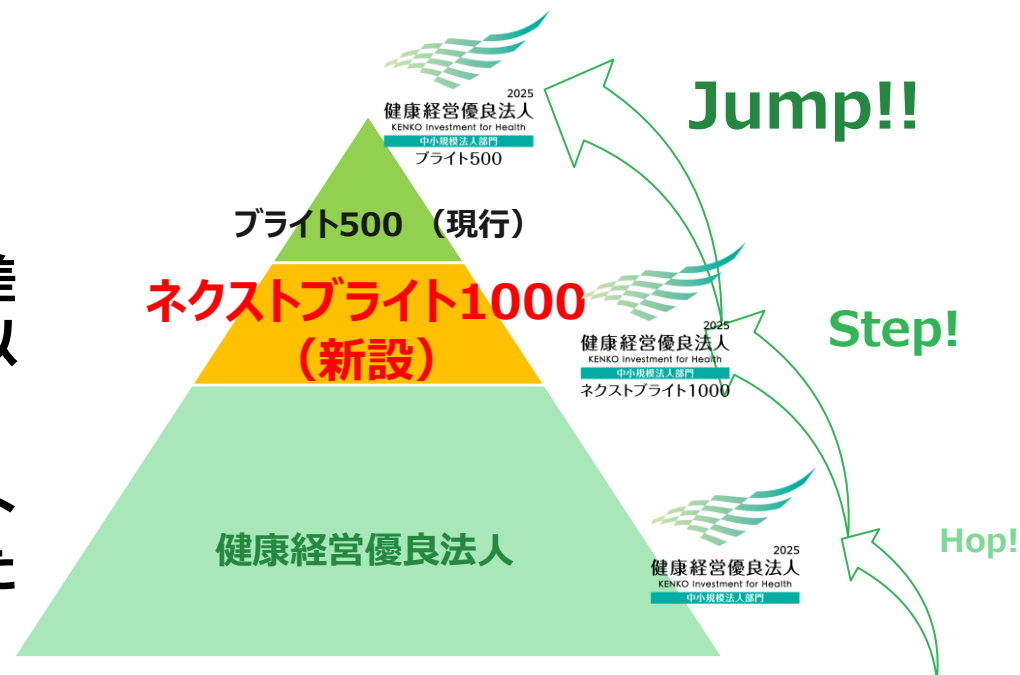 2025
健康経営優良法人
KENKO Investment for Health
中小規模法人部門
ブライト500
Jump!!
ブライト500 （現行）
差
以
ネクストブライト1000
（新設）
2025
健康経営優良法人
KENKO Investment for Health
中小規模法人部門
ネクストブライト1000
Step!
健康経営優良法人
2025
健康経営優良法人
KENKO Investment for Health
中小規模法人部門
Hop!
ト
た